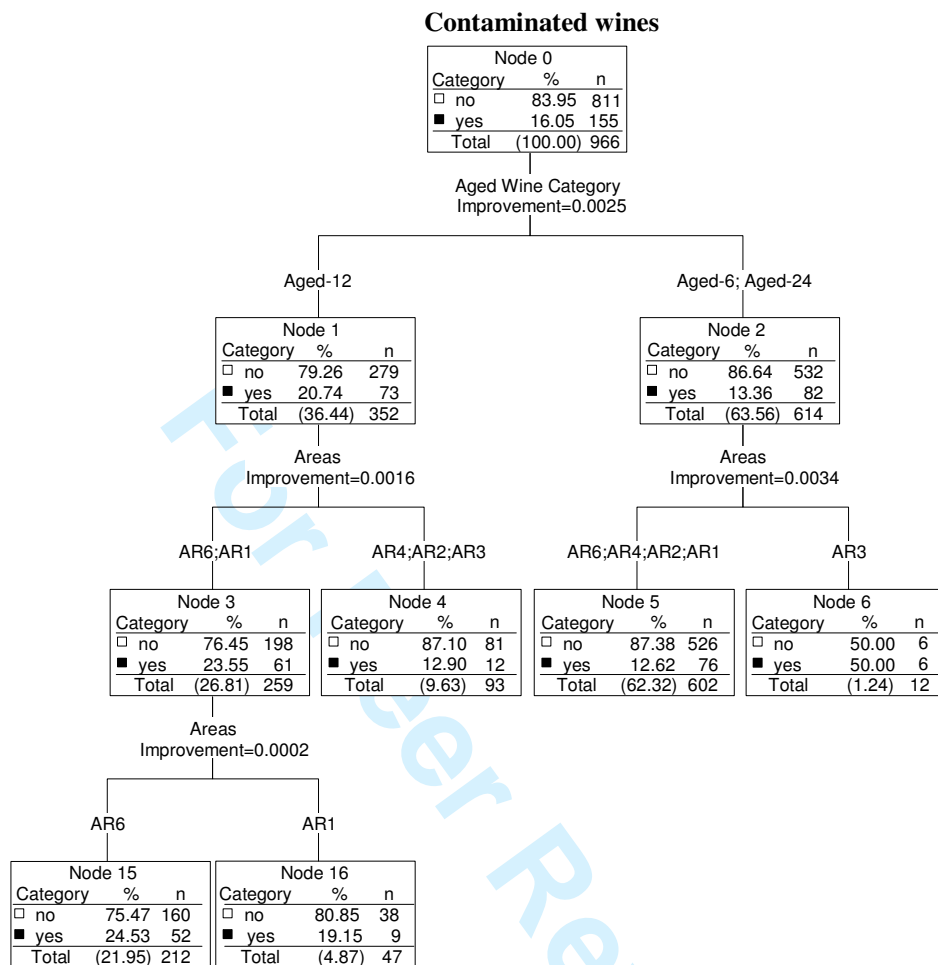 Contaminated wines
Node 0
Category % n
no 83.95 811
yes 16.05 155
Total (100.00) 966
Aged Wine Category
Improvement=0.0025
Aged-12
Aged-6; Aged-24
Node 1
Category % n
no 79.26 279
yes 20.74 73
Total (36.44) 352
Node 2
Category % n
no 86.64 532
yes 13.36 82
Total (63.56) 614
Areas
Improvement=0.0016
Areas
Improvement=0.0034
AR6;AR1
AR4;AR2;AR3
AR6;AR4;AR2;AR1
AR3
Node 3
Category % n
no 76.45 198
yes 23.55 61
Total (26.81) 259
Node 4
Category % n
no 87.10 81
yes 12.90 12
Total (9.63) 93
Node 5
Category % n
no 87.38 526
yes 12.62 76
Total (62.32) 602
Node 6
Category % n
no 50.00 6
yes 50.00 6
Total (1.24) 12
Areas
Improvement=0.0002
AR6
AR1
Node 15
Category % n
no 75.47 160
yes 24.53 52
Total (21.95) 212
Node 16
Category % n
no 80.85 38
yes 19.15 9
Total (4.87) 47
For Peer Re